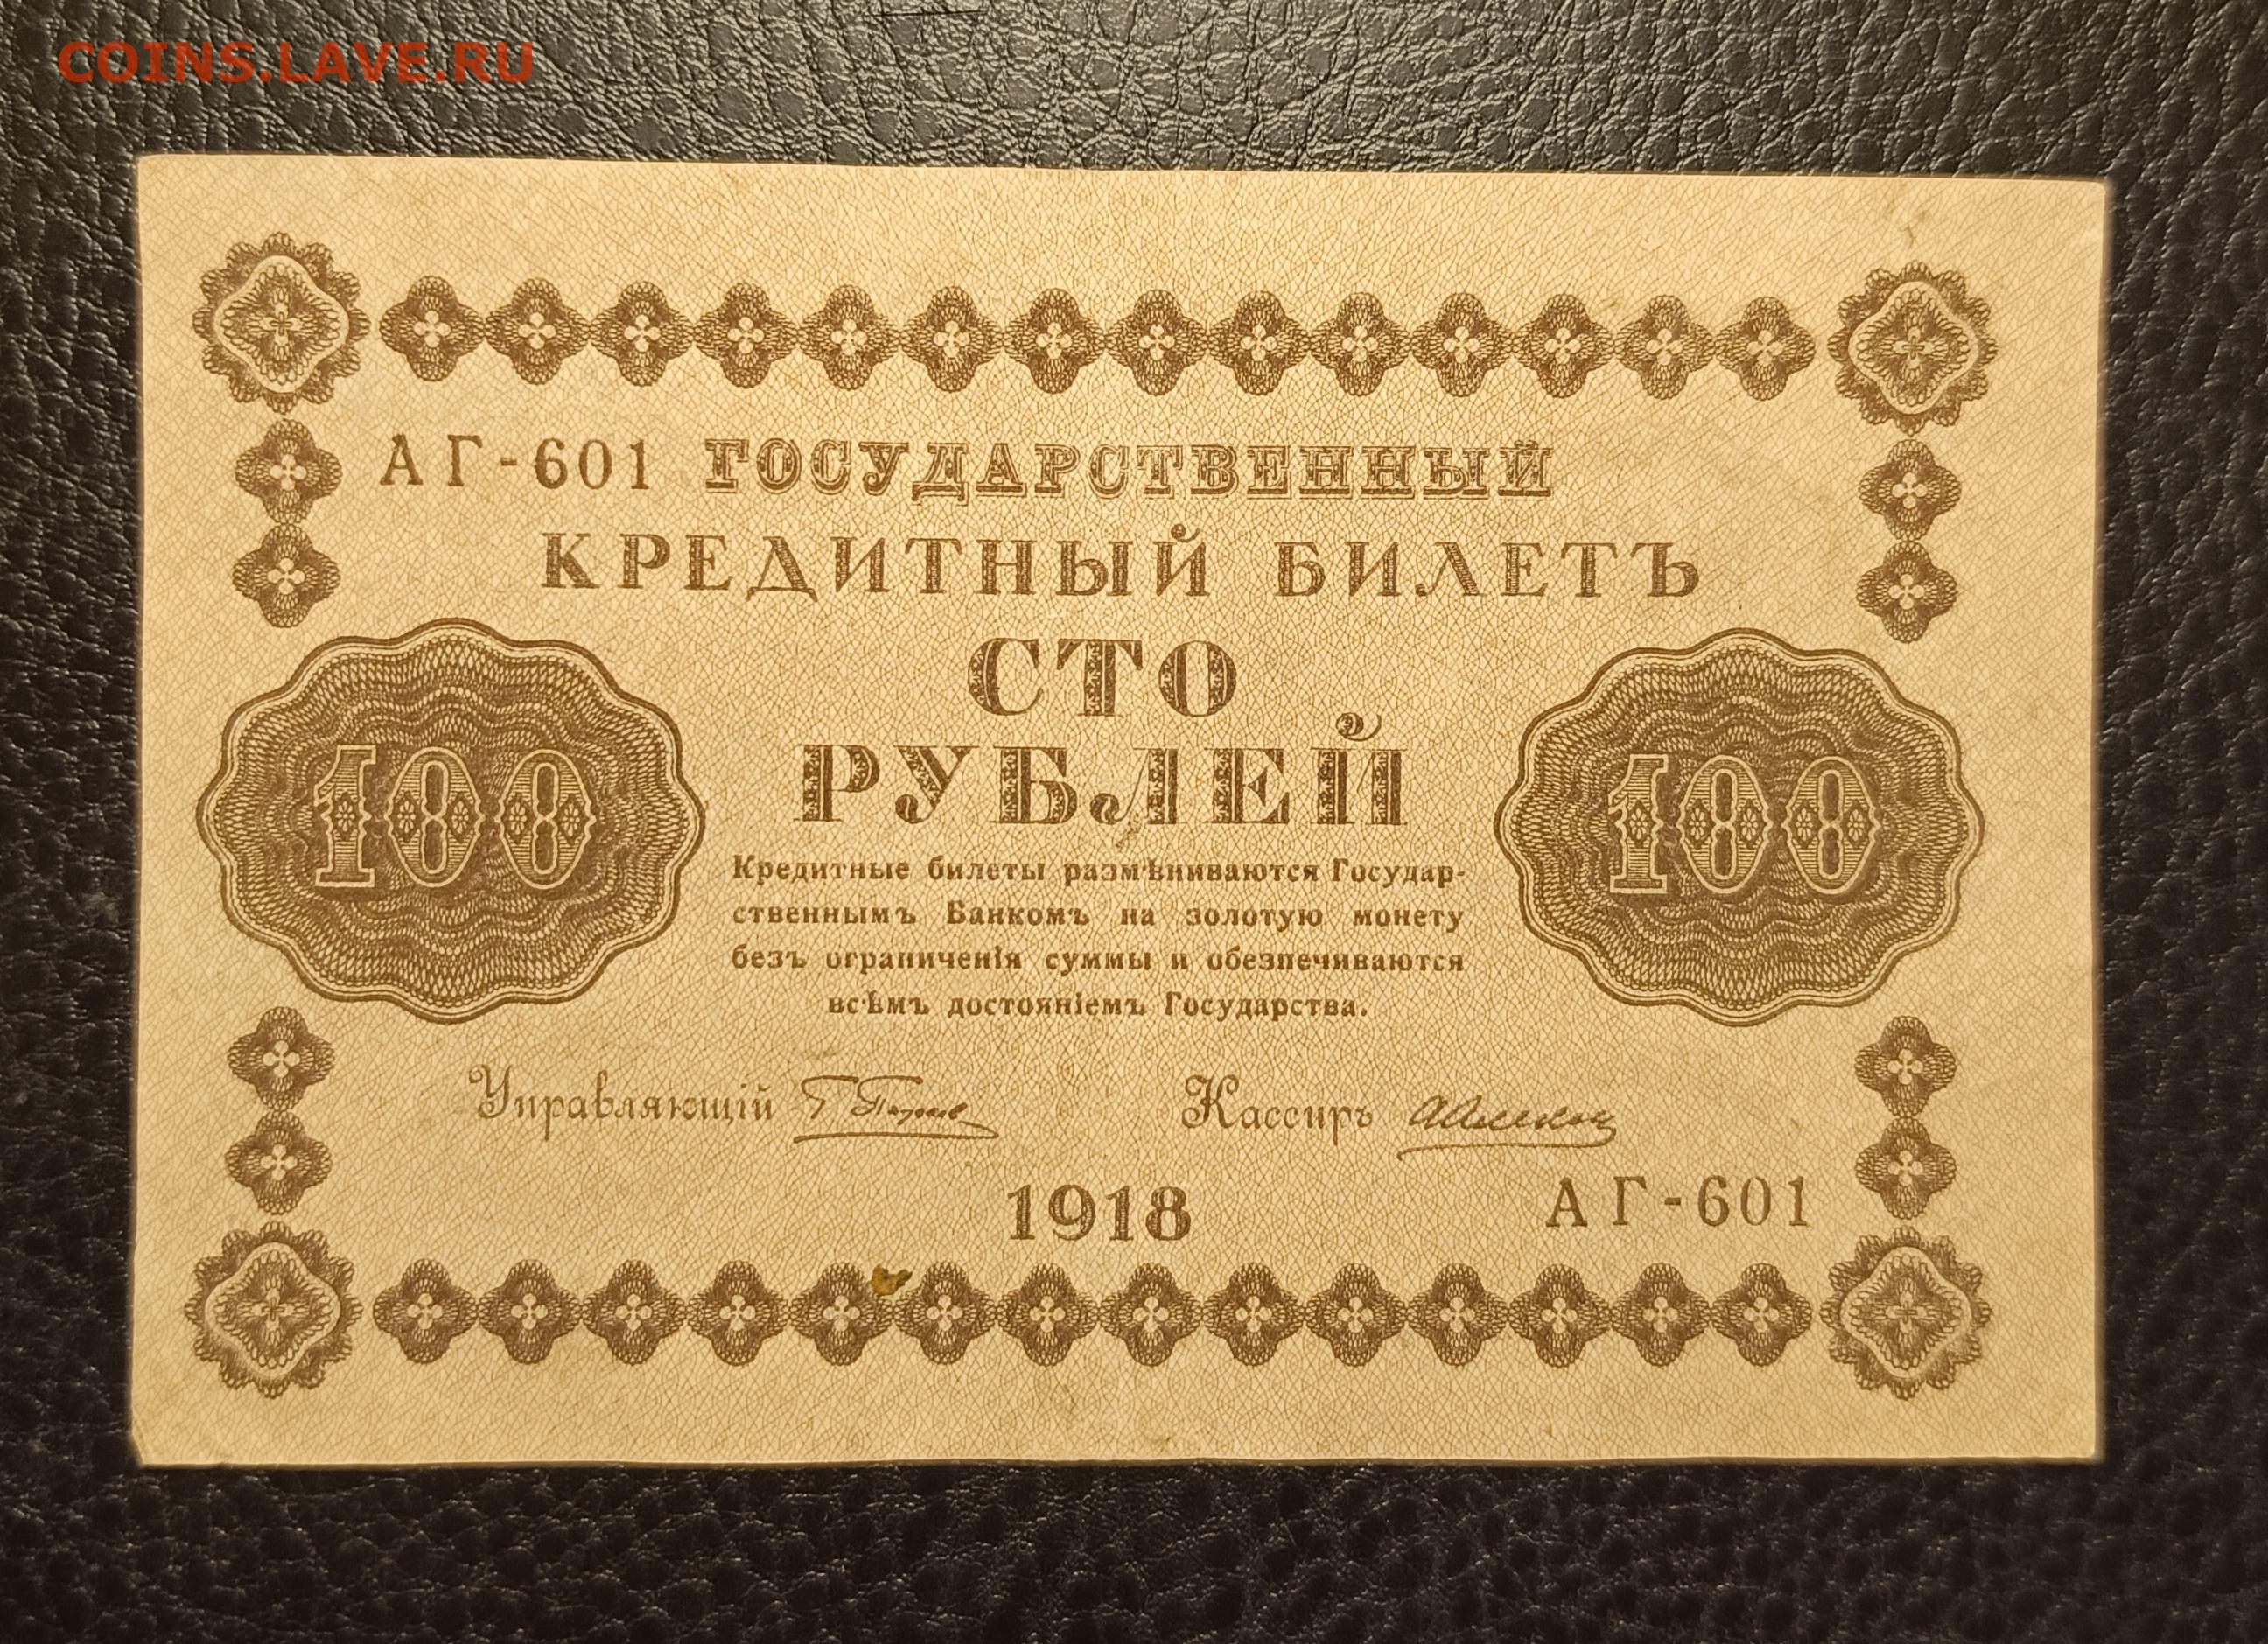 COINS.LAVE.RU
АГ-601 ГОСУДАРСТВЕННЫЙ
КРЕДИТНЫЙ БИЛЕТЪ
СТО
РУБЛЕЙ
100 100
Кредитные билеты размѣниваются Государ-
ственнымъ Банкомъ на золотую монету
безъ ограниченія суммы и обезпечиваются
всѣмъ достояніемъ Государства.
Управляющій Кассиръ
1918
АГ-601